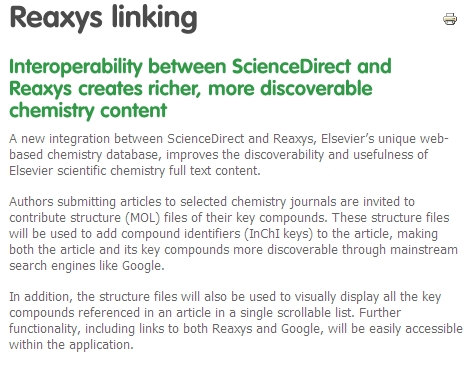 Reaxys linking
Interoperability between ScienceDirect and
Reaxys creates richer, more discoverable
chemistry content
A new integration between ScienceDirect and Reaxys, Elsevier’s unique web-
based chemistry database, improves the discoverability and usefulness of
Elsevier scientific chemistry full text content.
Authors submitting articles to selected chemistry journals are invited to
contribute structure (MOL) files of their key compounds. These structure files
will be used to add compound identifiers (InChI keys) to the article, making
both the article and its key compounds more discoverable through mainstream
search engines like Google.
In addition, the structure files will also be used to visually display all the key
compounds referenced in an article in a single scrollable list. Further
functionality, including links to both Reaxys and Google, will be easily accessible
within the application.